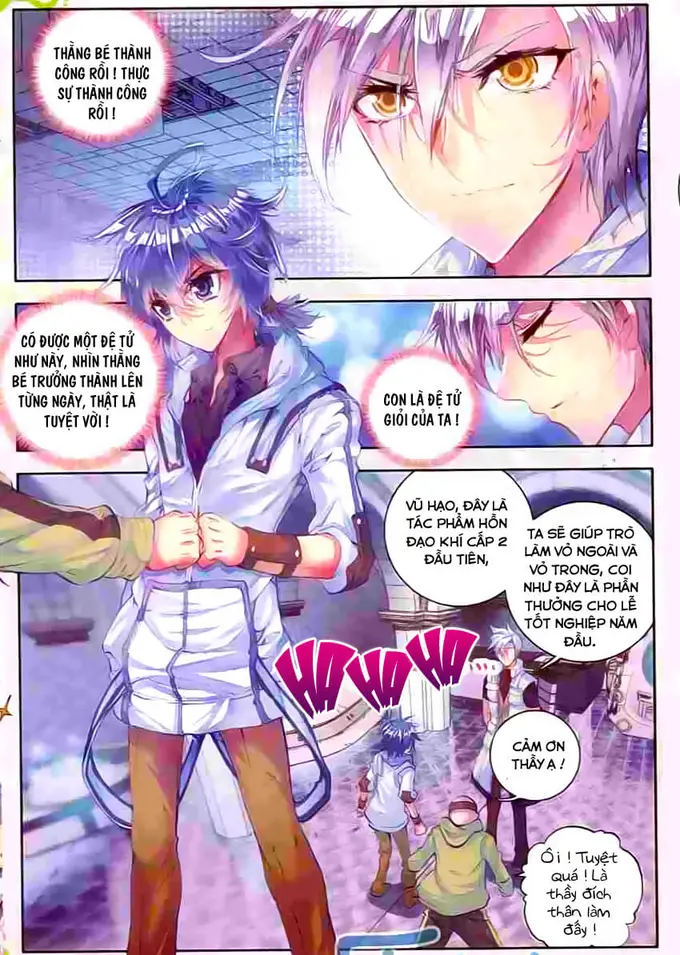 THẰNG BÉ THÀNH
CÔNG RỒI ! THỰC
SỰ THÀNH CÔNG
RỒI !
CÓ ĐƯỢC MỘT ĐỆ TỬ
NHƯ NÀY, NHÌN THẰNG
BÉ TRƯỞNG THÀNH LÊN
TỪNG NGÀY, THẬT LÀ
TUYỆT VỜI !
CON LÀ ĐỆ TỬ
GIỎI CỦA TA !
VŨ HẠO, ĐÂY LÀ
TÁC PHẨM HỒN
ĐẠO KHÍ CẤP 2
ĐẦU TIÊN,
TA SẼ GIÚP TRÒ
LÀM VỎ NGOÀI VÀ
VỎ TRONG, COI
NHƯ ĐÂY LÀ PHẦN
THƯỞNG CHO LỄ
TỐT NGHIỆP NĂM
ĐẦU.
HA HA HA
......
CẢM ƠN
THẦY Ạ !
Ôi ! Tuyệt
quá ! Là
thầy đích
thân làm
đấy !